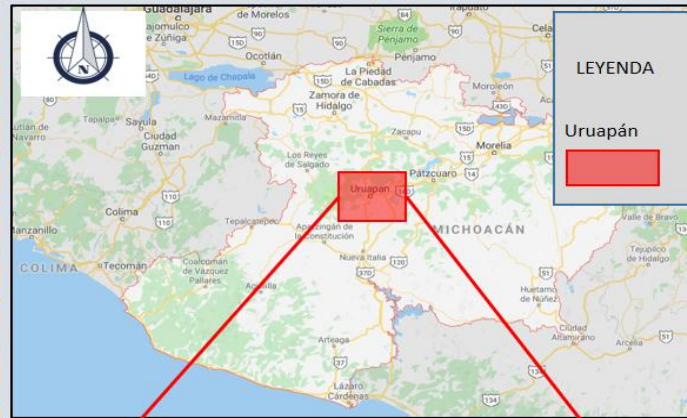 Guadalajara
de Morelos
Tlajomulco
de Zúñiga
Ocotlán
Sierra de
Pénjamo
Pénjamo
Lago de Chapala
La Piedad
de Cabadas
Moroleón
N
LEYENDA
Uruapán
Zamora de
Hidalgo
Tapalpa
Sayula
Mazamitla
Ciudad
Guzman
Zacapu
Morelia
Los Reyes
de Salgado
Pátzcuaro
Uruapan
Colima
Manzanillo
Tepalcatepec
Apatzingán de
la Constitución
MICHOACÁN
Valle de Bravo
COLIMA
Tecomán
Coalcomán
de Vázquez
Pallares
Nueva Italia
Tejupilco
de Hidalgo
Aguililla
Huetamo
de Núñez
Arteaga
Ciudad
Altamirano
Arcelia
Lázaro
Cárdenas